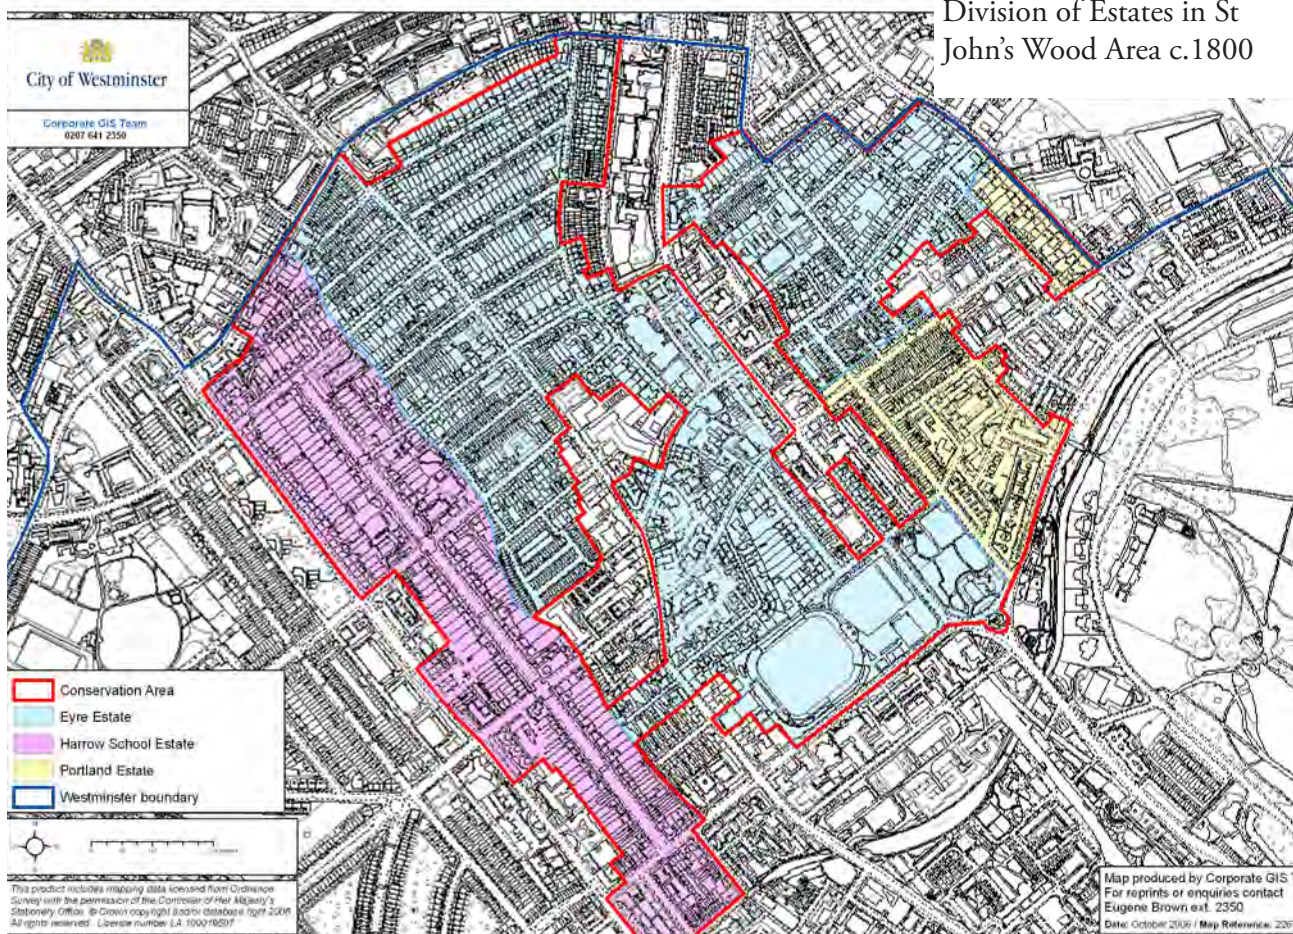 Division of Estates in St
John's Wood Area c.1800
City of Westminster
Corporate GIS Team
0207 641 2350
Conservation Area
Eyre Estate
Harrow School Estate
Portland Estate
Westminster boundary
This product includes mapping data licensed from Ordnance
Survey with the permission of the Controller of Her Majesty's
Stationery Office. © Crown copyright and/or database right 2006
All rights reserved. Licence number LA
Map produced by Corporate GIS T
For reprints or enquiries contact
Eugene Brown ext. 2350
Date: October 2006 / Map Reference: 226